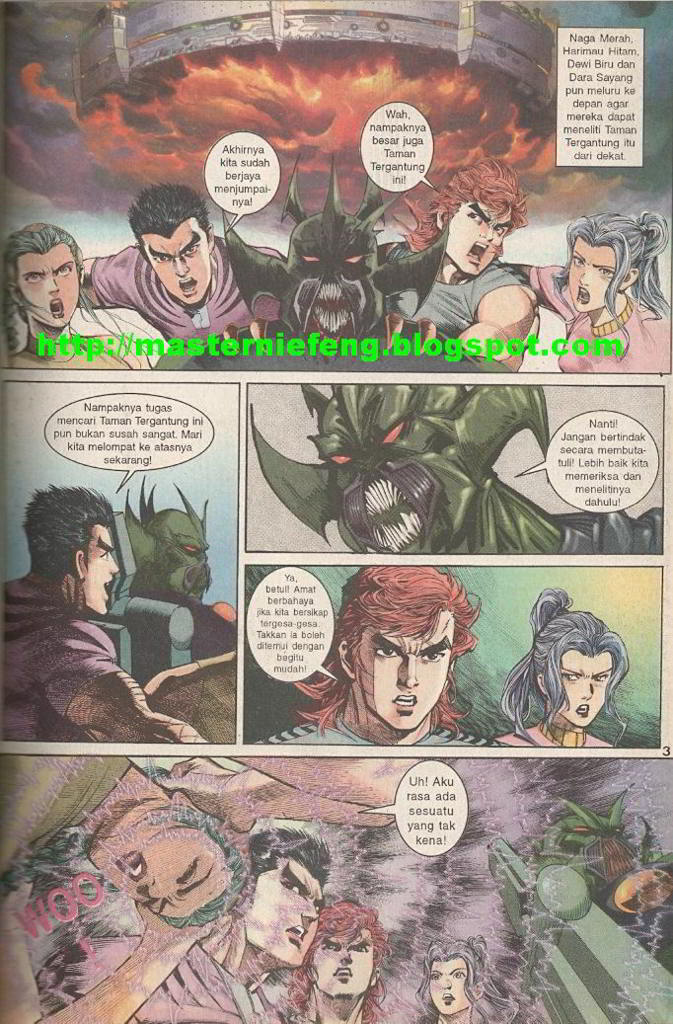 Naga Merah,
Harimau Hitam,
Dewi Biru dan
Dara Sayang
pun meluru ke
depan agar
mereka dapat
meneliti Taman
Tergantung itu
dari dekat.
Akhirnya
kita sudah
berjaya
menjumpai-
nya!
Wah,
nampaknya
besar juga
Taman
Tergantung
ini!
http://masterniefeng.blogspot.com
Nampaknya tugas
mencari Taman Tergantung ini
pun bukan susah sangat. Mari
kita melompat ke atasnya
sekarang!
Nanti!
Jangan bertindak
secara membuta-
tuli! Lebih baik kita
memeriksa dan
menelitinya
dahulu!
Ya,
betul! Amat
berbahaya
jika kita bersikap
tergesa-gesa.
Takkan ia boleh
ditemui dengan
begitu
mudah!
3
Uh! Aku
rasa ada
sesuatu
yang tak
kena!
WOO
!